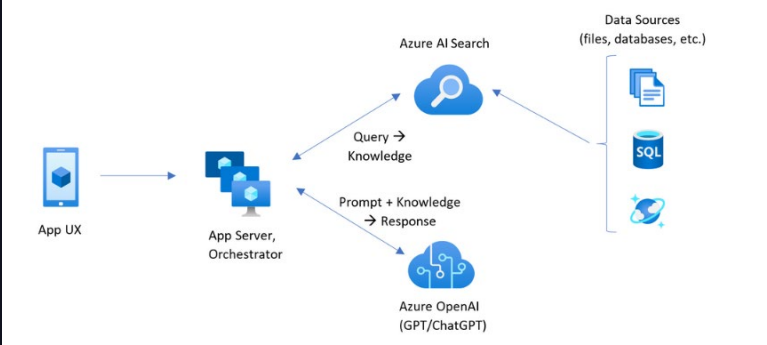 Data Sources
(files, databases, etc.)
Azure AI Search
SQL
Query →
Knowledge
Prompt + Knowledge
→ Response
App UX
App Server,
Orchestrator
Azure OpenAI
(GPT/ChatGPT)